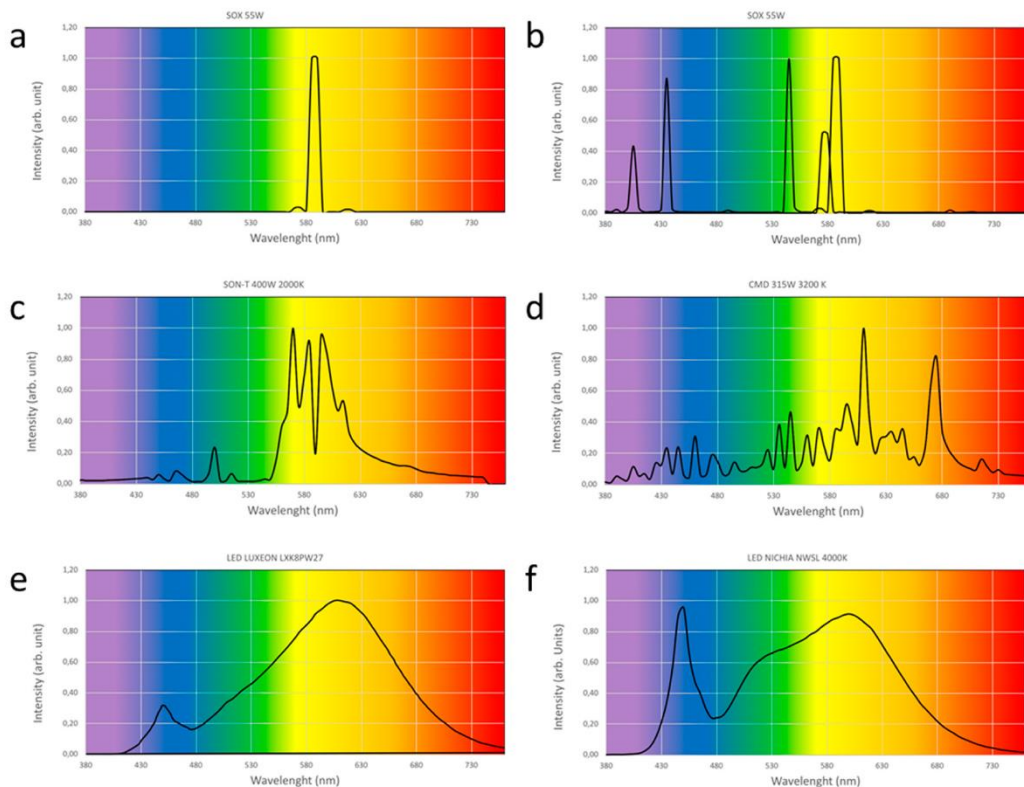 a
SOX 55W
Intensity (arb. unit)
1,20
1,00
0,80
0,60
0,40
0,20
0,00
380 430 480 530 580 630 680 730
Wavelenght (nm)
b
SOX 55W
Intensity (arb. unit)
1,20
1,00
0,80
0,60
0,40
0,20
0,00
380 430 480 530 580 630 680 730
Wavelenght (nm)
c
SON-T 400W 2000K
Intensity (arb. unit)
1,20
1,00
0,80
0,60
0,40
0,20
0,00
380 430 480 530 580 630 680 730
Wavelenght (nm)
d
CMD 315W 3200 K
Intensity (arb. unit)
1,20
1,00
0,80
0,60
0,40
0,20
0,00
380 430 480 530 580 630 680 730
Wavelenght (nm)
e
LED LUXEON LXK8PW27
Intensity (arb. unit)
1,20
1,00
0,80
0,60
0,40
0,20
0,00
380 430 480 530 580 630 680 730
Wavelenght (nm)
f
LED NICHIA NWSL 4000K
Intensity (arb. Units)
1,20
1,00
0,80
0,60
0,40
0,20
0,00
380 430 480 530 580 630 680 730
Wavelenght (nm)